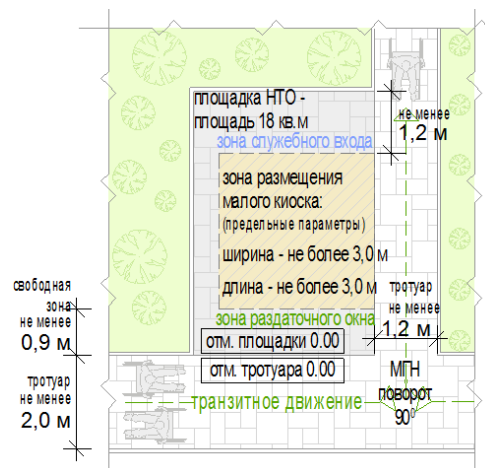 площадка НТО -
площадь 18 кв.м
не менее
1,2 м
зона служебного входа
зона размещения
малого киоска:
(предельные параметры)
ширина - не более 3,0 м
длина - не более 3,0 м
свободная
зона
не менее
0,9 м
тротуар
не менее
1,2 м
зона раздаточного окна
отм. площадки 0.00
отм. тротуара 0.00
МГН
поворот
90⁰
тротуар
не менее
2,0 м
транзитное движение